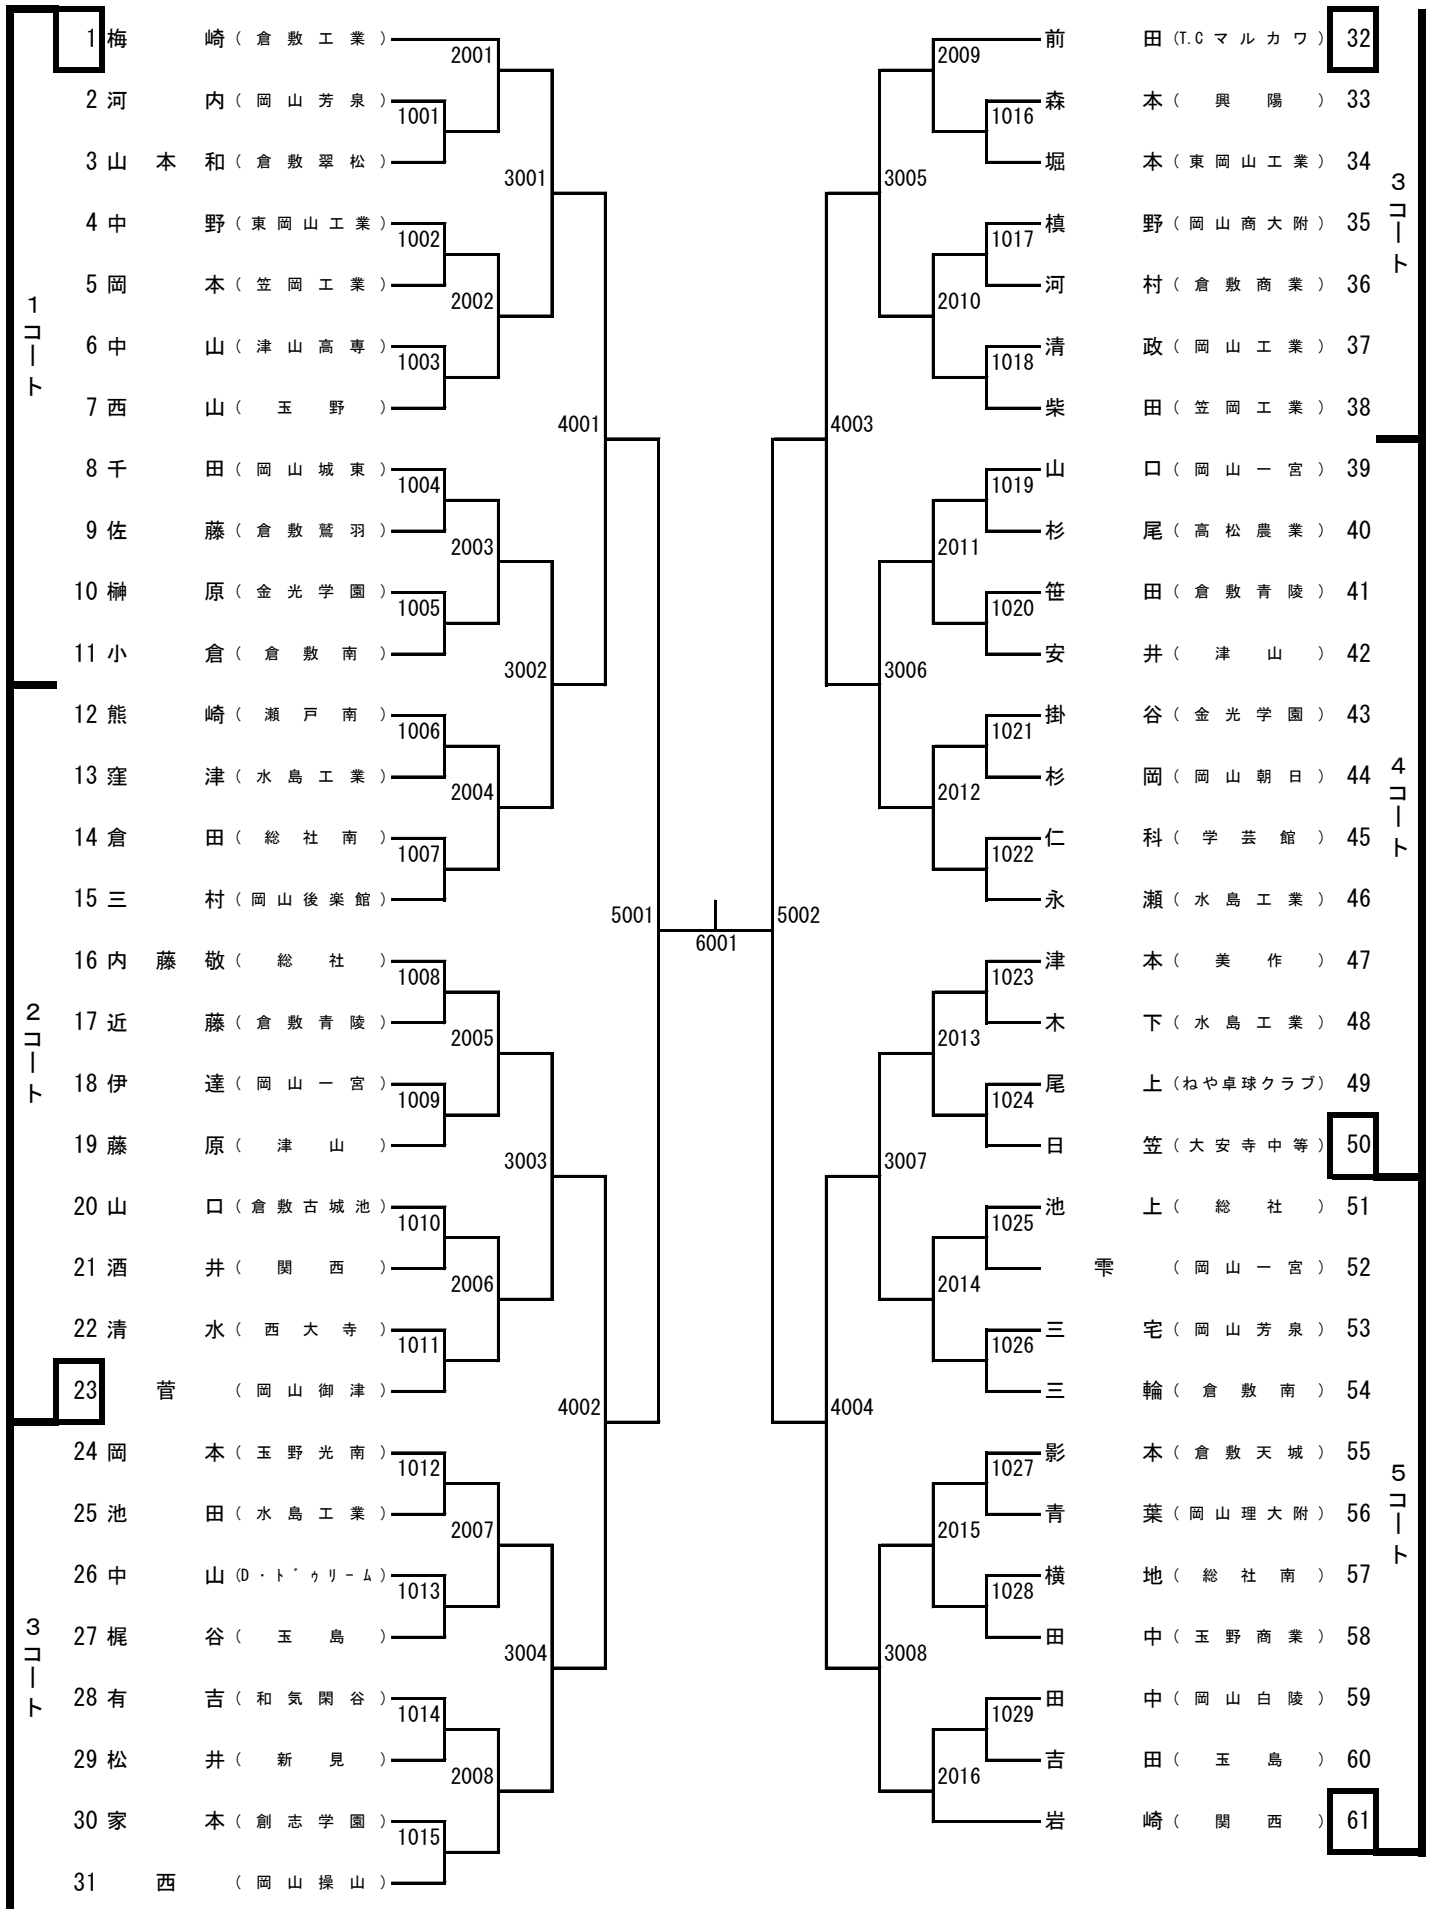 1 梅崎 (倉敷工業)
2 河内 (岡山芳泉)
3 山本和 (倉敷翠松)
4 中野 (東岡山工業)
5 岡本 (笠岡工業)
6 中山 (津山高専)
7 西山 (玉野)
8 千田 (岡山城東)
9 佐藤 (倉敷鷲羽)
10 榊原 (金光学園)
11 小倉 (倉敷南)
12 熊崎 (瀬戸南)
13 窪津 (水島工業)
14 倉田 (総社南)
15 三村 (岡山後楽館)
16 内藤敬 (総社)
17 近藤 (倉敷青陵)
18 伊達 (岡山一宮)
19 藤原 (津山)
20 山口 (倉敷古城池)
21 酒井 (関西)
22 清水 (西大寺)
23 菅 (岡山御津)
24 岡本 (玉野光南)
25 池田 (水島工業)
26 中山 (D・ドゥリーム)
27 梶谷 (玉島)
28 有吉 (和気閑谷)
29 松井 (新見)
30 家本 (創志学園)
31 西 (岡山操山)
1コート
2コート
3コート
1001
1002
1003
1004
1005
1006
1007
1008
1009
1010
1011
1012
1013
1014
1015
2001
2002
2003
2004
2005
2006
2007
2008
3001
3002
3003
3004
4001
4002
5001
6001
5002
4003
4004
3005
3006
3007
3008
2009
2010
2011
2012
2013
2014
2015
2016
1016
1017
1018
1019
1020
1021
1022
1023
1024
1025
1026
1027
1028
1029
前田 (T.Cマルカワ) 32
森本 (興陽) 33
堀本 (東岡山工業) 34
槙野 (岡山商大附) 35
河村 (倉敷商業) 36
清政 (岡山工業) 37
柴田 (笠岡工業) 38
山口 (岡山一宮) 39
杉尾 (高松農業) 40
笹田 (倉敷青陵) 41
安井 (津山) 42
掛谷 (金光学園) 43
杉岡 (岡山朝日) 44
仁科 (学芸館) 45
永瀬 (水島工業) 46
津本 (美作) 47
木下 (水島工業) 48
尾上 (ねや卓球クラブ) 49
日笠 (大安寺中等) 50
池上 (総社) 51
雫 (岡山一宮) 52
三宅 (岡山芳泉) 53
三輪 (倉敷南) 54
影本 (倉敷天城) 55
青葉 (岡山理大附) 56
横地 (総社南) 57
田中 (玉野商業) 58
田中 (岡山白陵) 59
吉田 (玉島) 60
岩崎 (関西) 61
3コート
4コート
5コート